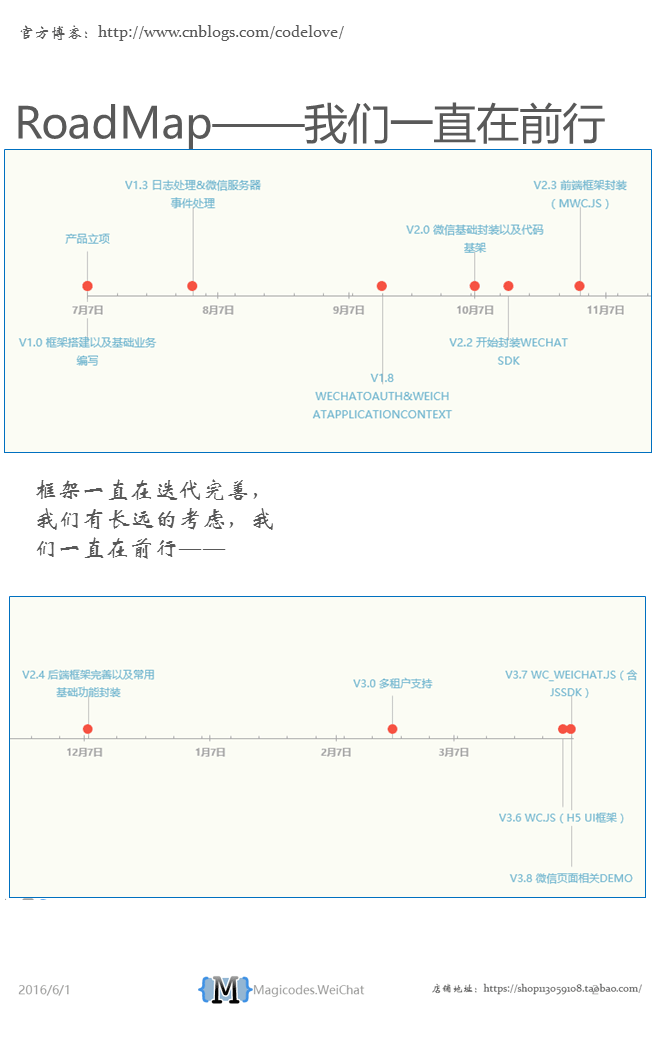 官方博客：http://www.cnblogs.com/codelove/
RoadMap——我们一直在前行
V1.3 日志处理&微信服务器
事件处理
V2.3 前端框架封装
（MWC.JS）
产品立项
V2.0 微信基础封装以及代码
基架
7月7日
8月7日
9月7日
10月7日
11月7日
V1.0 框架搭建以及基础业务
编写
V2.2 开始封装WECHAT
SDK
V1.8
WECHATOAUTH&WEICH
ATAPPLICATIONCONTEXT
框架一直在迭代完善，
我们有长远的考虑，我
们一直在前行——
V2.4 后端框架完善以及常用
基础功能封装
V3.0 多租户支持
V3.7 WC_WEICHAT.JS（含
JSSDK）
12月7日
1月7日
2月7日
3月7日
V3.6 WC.JS（H5 UI框架）
V3.8 微信页面相关DEMO
2016/6/1
{M}
Magicodes.WeiChat
店铺地址：https://shop113059108.taobao.com/